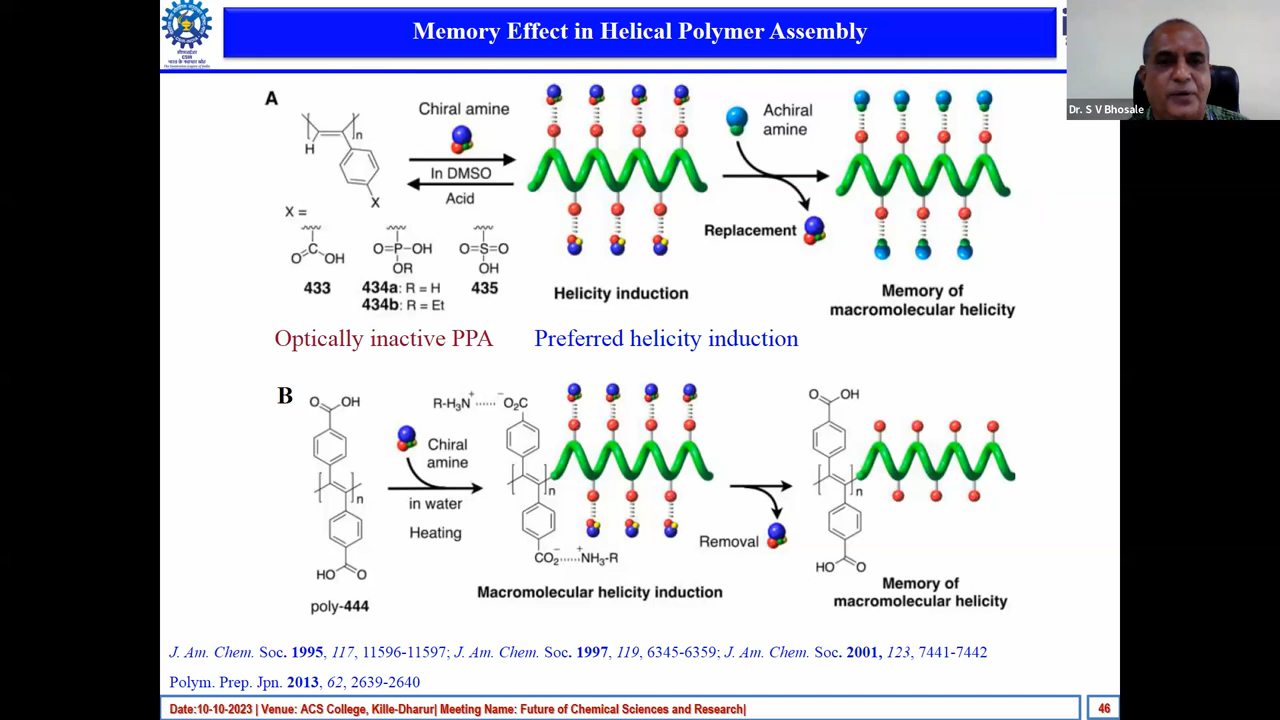 Memory Effect in Helical Polymer Assembly
Dr. S V Bhosale
CSIR
A
n
H
X
X =
C
O
OH
433
O=P–OH
OR
434a: R = H
434b: R = Et
O=S=O
OH
435
Chiral amine
In DMSO
Acid
Helicity induction
Achiral
amine
Replacement
Memory of
macromolecular helicity
Optically inactive PPA
Preferred helicity induction
B
O
OH
n
HO
O
poly-444
Chiral
amine
in water
Heating
R-H₃N⁺ ······ ⁻O₂C
n
CO₂⁻ ······ ⁺NH₃-R
Macromolecular helicity induction
Removal
O
OH
n
HO
O
Memory of
macromolecular helicity
J. Am. Chem. Soc. 1995, 117, 11596-11597; J. Am. Chem. Soc. 1997, 119, 6345-6359; J. Am. Chem. Soc. 2001, 123, 7441-7442
Polym. Prep. Jpn. 2013, 62, 2639-2640
Date:10-10-2023 | Venue: ACS College, Kille-Dharur| Meeting Name: Future of Chemical Sciences and Research|
46